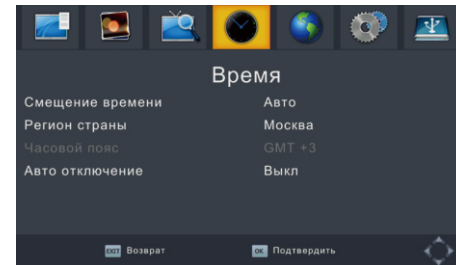 Время
Смещение времени Авто
Регион страны Москва
Часовой пояс GMT +3
Авто отключение Выкл
EXIT Возврат OK Подтвердить